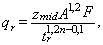 q_r = \frac{z_{mid} A^{1,2} F}{t_r^{1,2n-0,1}},